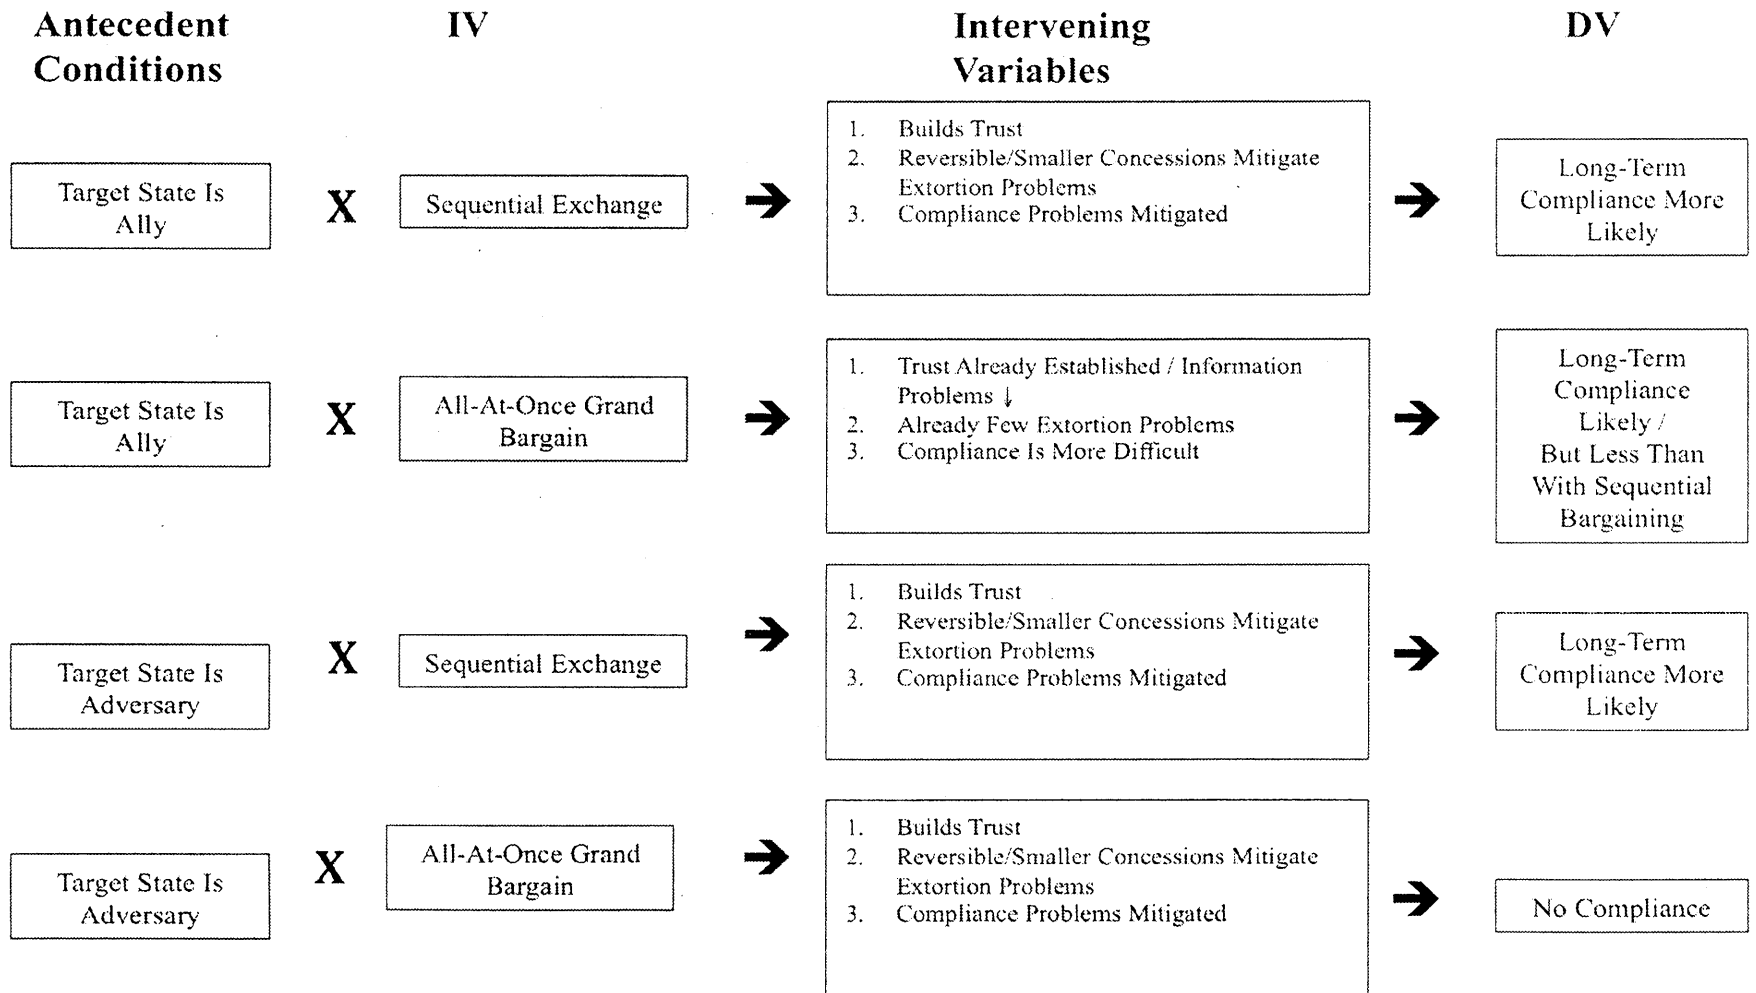 Antecedent
Conditions
IV
Intervening
Variables
DV
Target State Is
Ally
X
Sequential Exchange
➔
1. Builds Trust
2. Reversible/Smaller Concessions Mitigate
Extortion Problems
3. Compliance Problems Mitigated
➔
Long-Term
Compliance More
Likely
Target State Is
Ally
X
All-At-Once Grand
Bargain
➔
1. Trust Already Established / Information
Problems ↓
2. Already Few Extortion Problems
3. Compliance Is More Difficult
➔
Long-Term
Compliance
Likely /
But Less Than
With Sequential
Bargaining
Target State Is
Adversary
X
Sequential Exchange
➔
1. Builds Trust
2. Reversible/Smaller Concessions Mitigate
Extortion Problems
3. Compliance Problems Mitigated
➔
Long-Term
Compliance More
Likely
Target State Is
Adversary
X
All-At-Once Grand
Bargain
➔
1. Builds Trust
2. Reversible/Smaller Concessions Mitigate
Extortion Problems
3. Compliance Problems Mitigated
➔
No Compliance